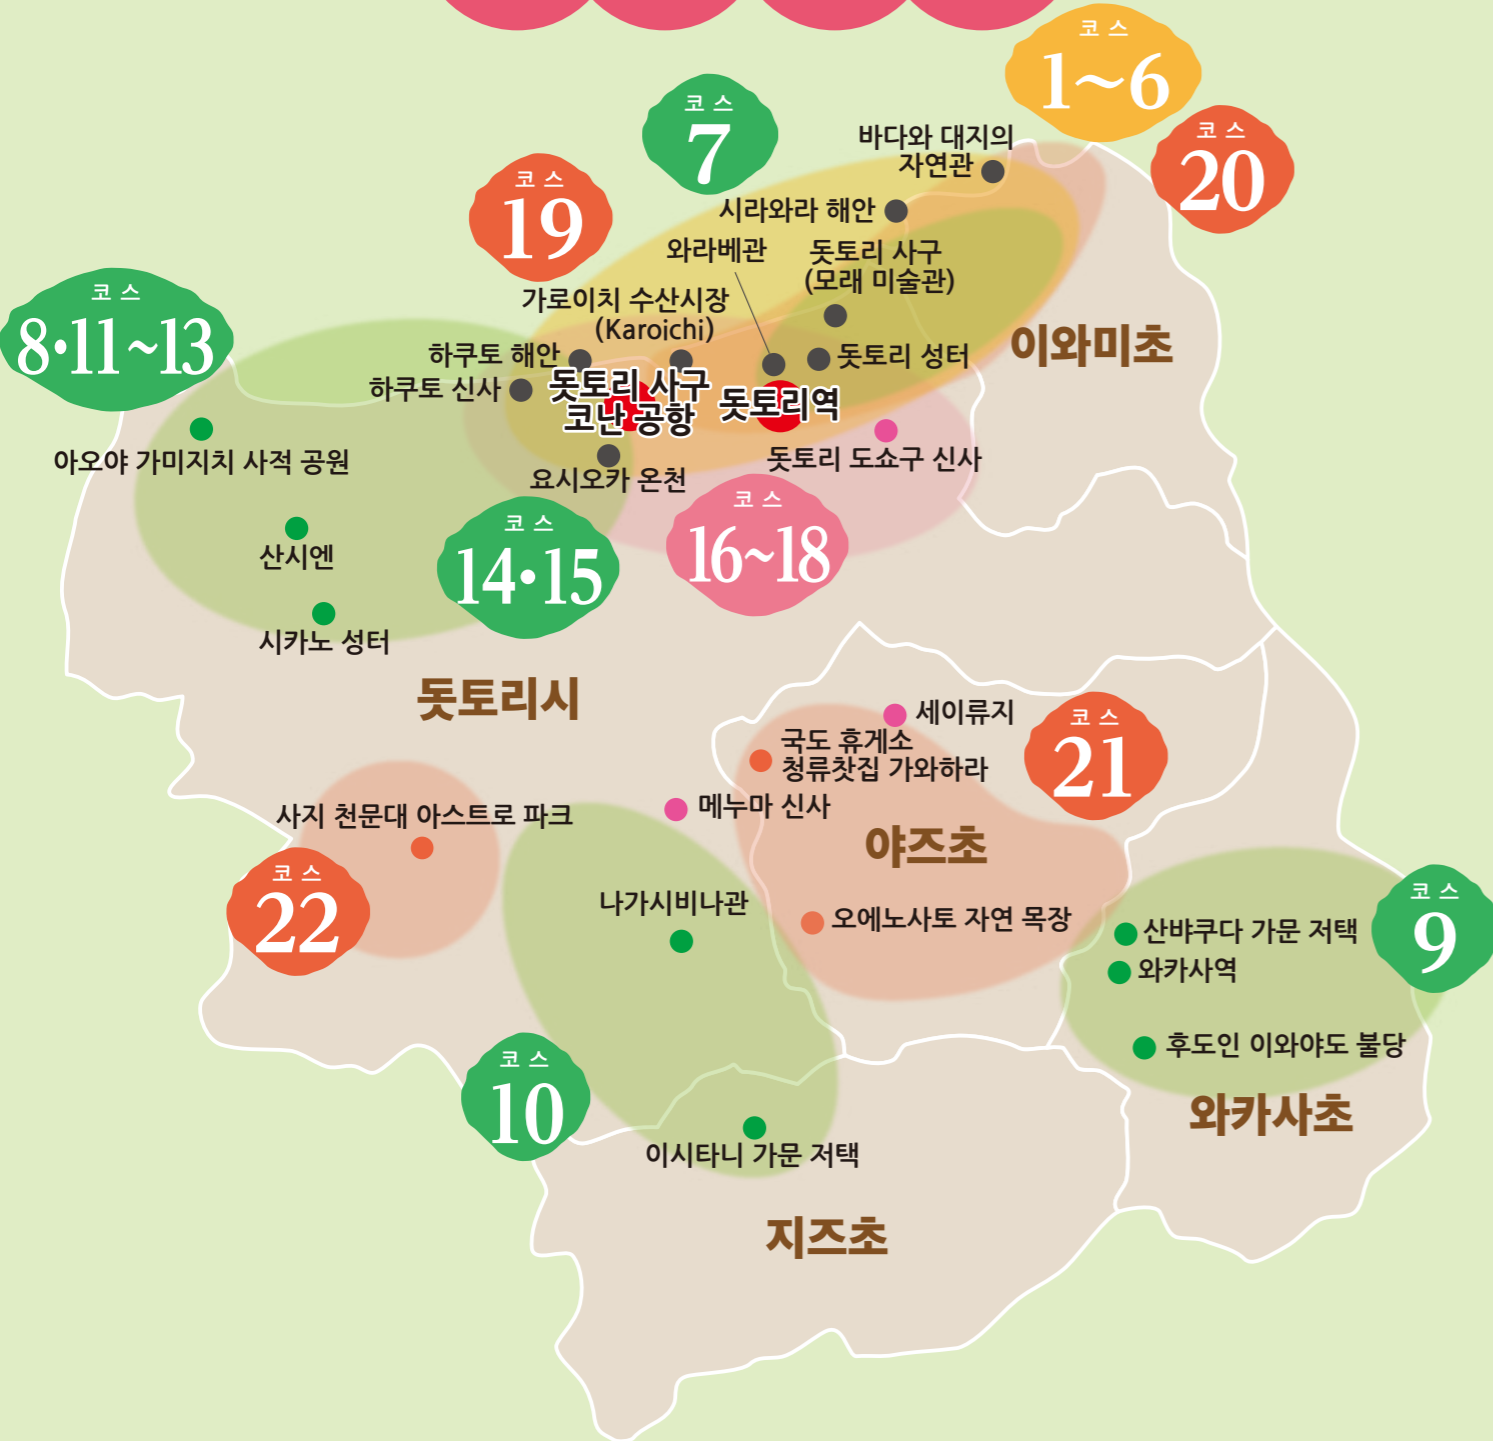 코스
1~6
코스
7
코스
20
바다와 대지의
자연관
코스
19
시라와라 해안
와라베관
돗토리 사구
(모래 미술관)
코스
8·11~13
가로이치 수산시장
(Karoichi)
이와미초
하쿠토 해안
돗토리 성터
하쿠토 신사
돗토리 사구
코난 공항
돗토리역
아오야 가미지치 사적 공원
돗토리 도쇼구 신사
요시오카 온천
코스
14·15
코스
16~18
산시엔
시카노 성터
돗토리시
세이류지
국도 휴게소
청류찻집 가와하라
코스
21
메누마 신사
사지 천문대 아스트로 파크
야즈초
코스
22
나가시비나관
오에노사토 자연 목장
산뱌쿠다 가문 저택
와카사역
코스
9
후도인 이와야도 불당
코스
10
와카사초
이시타니 가문 저택
지즈초